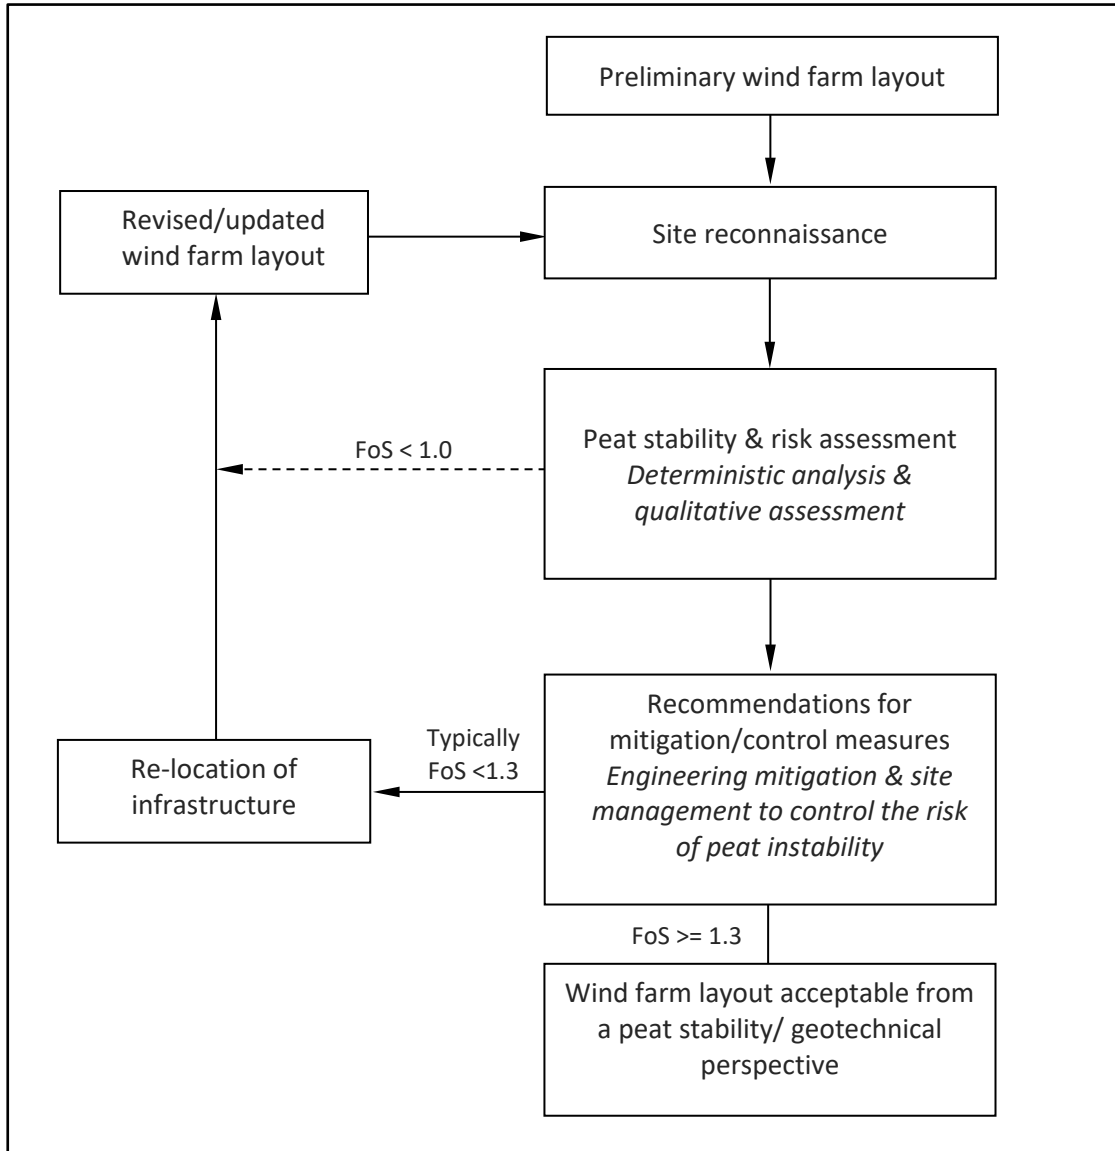 Preliminary wind farm layout
Revised/updated
wind farm layout
Site reconnaissance
FoS < 1.0
Peat stability & risk assessment
Deterministic analysis &
qualitative assessment
Re-location of
infrastructure
Typically
FoS <1.3
Recommendations for
mitigation/control measures
Engineering mitigation & site
management to control the risk
of peat instability
FoS >= 1.3
Wind farm layout acceptable from
a peat stability/ geotechnical
perspective